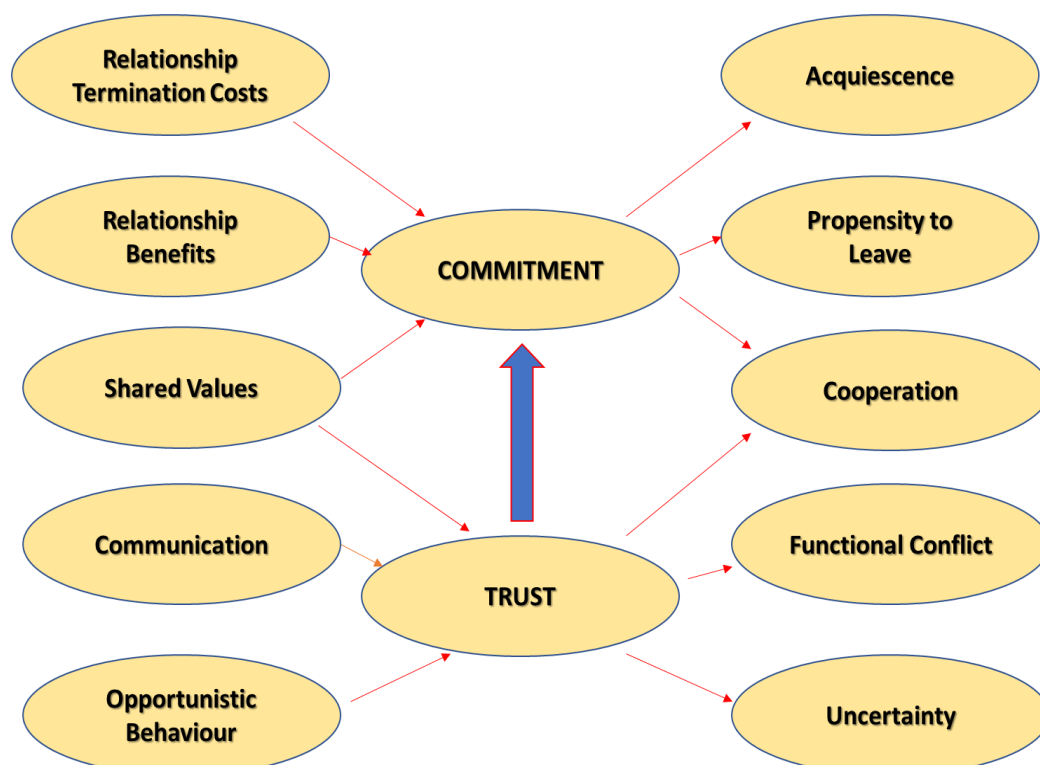 Relationship
Termination Costs
Acquiescence
Relationship
Benefits
Propensity to
Leave
COMMITMENT
Shared Values
Cooperation
Communication
Functional Conflict
TRUST
Opportunistic
Behaviour
Uncertainty